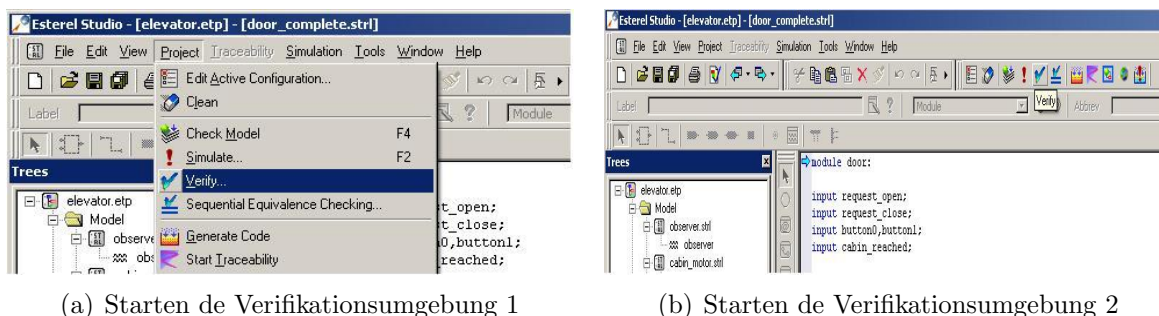 Esterel Studio - [elevator.etp] - [door_complete.strl]
File Edit View Project Traceability Simulation Tools Window Help
Edit Active Configuration...
Clean
Label
Module
Check Model F4
Simulate... F2
Verify...
Sequential Equivalence Checking...
Generate Code
Start Traceability
Trees
elevator.etp
Model
observe
obs
t_open;
t_close;
0,button1;
reached;
(a) Starten de Verifikationsumgebung 1
Esterel Studio - [elevator.etp] - [door_complete.strl]
File Edit View Project Traceability Simulation Tools Window Help
Label
Module
Verify
Abbrev
Trees
elevator.etp
Model
observer.strl
observer
cabin_motor.strl
module door:
input request_open;
input request_close;
input button0,button1;
input cabin_reached;
(b) Starten de Verifikationsumgebung 2